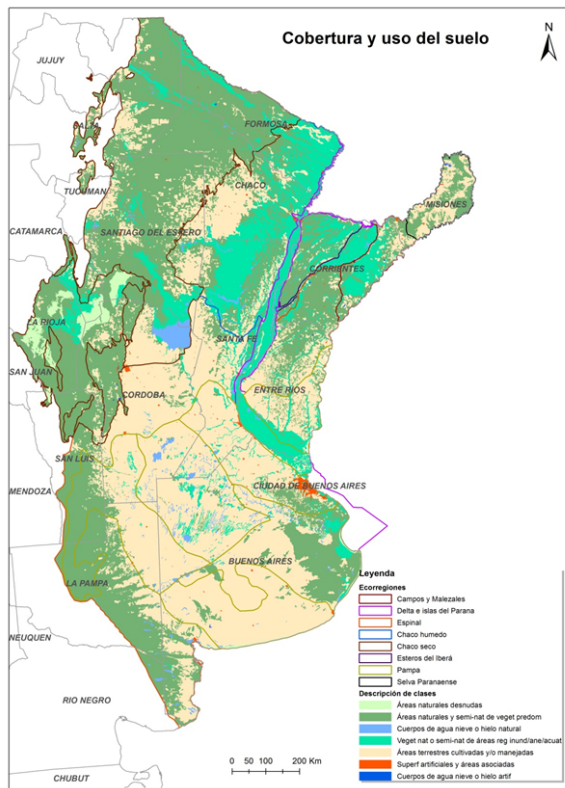 Cobertura y uso del suelo
N
JUJUY
SALTA
FORMOSA
CHACO
TUCUMAN
MISIONES
CATAMARCA
SANTIAGO DEL ESTERO
CORRIENTES
LA RIOJA
SANTA FE
SAN JUAN
CORDOBA
ENTRE RIOS
SAN LUIS
MENDOZA
CIUDAD DE BUENOS AIRES
BUENOS AIRES
LA PAMPA
NEUQUEN
RIO NEGRO
CHUBUT
0 100 200 Km
Leyenda
Ecorregiones
Campos y Malezales
Delta e islas del Parana
Espinal
Chaco humedo
Chaco seco
Esteros del Iberá
Pampa
Selva Paranaense
Descripción de clases
Áreas naturales desnudas
Áreas naturales y semi-nat de veget predom
Cuerpos de agua nieve o hielo natural
Veget nat o semi-nat de áreas reg inund/ane/acuat
Áreas terrestres cultivadas y/o manejadas
Superf artificiales y áreas asociadas
Cuerpos de agua nieve o hielo artif